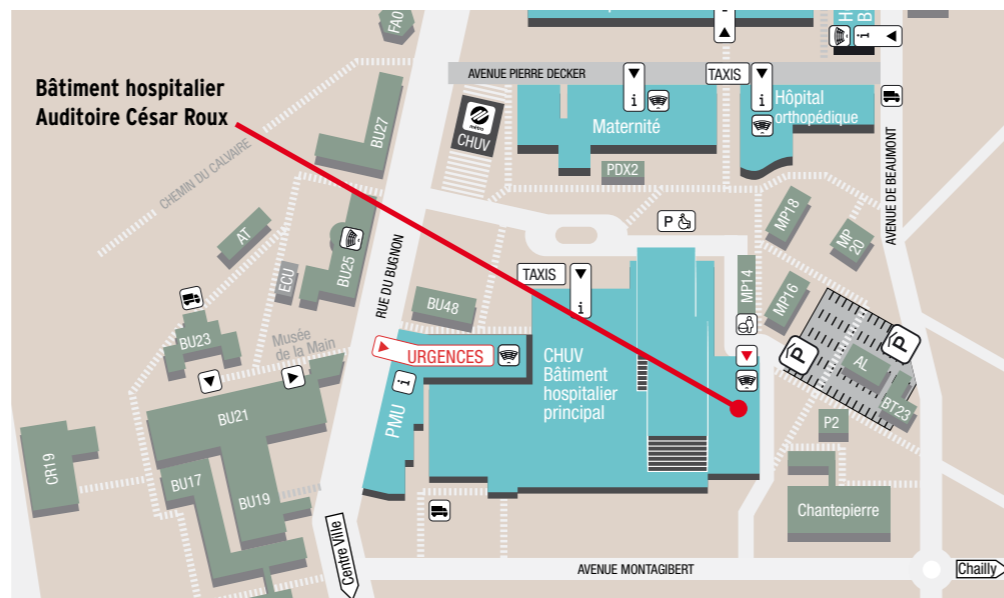 Bâtiment hospitalier
Auditoire César Roux
FA0
BU27
CHEMIN DU CALVAIRE
AVENUE PIERRE DECKER
TAXIS
i
i
i
i
métro
CHUV
Maternité
Hôpital
orthopédique
PDX2
AVENUE DE BEAUMONT
MP18
MP
20
AT
ECU
BU25
RUE DU BUGNON
P
TAXIS
i
MP14
MP16
BU48
BU23
Musée
de la Main
URGENCES
i
PMU
CHUV
Bâtiment
hospitalier
principal
P
P
AL
BT23
P2
BU21
CR19
BU17
BU19
Chantepierre
Centre Ville
AVENUE MONTAGIBERT
Chailly